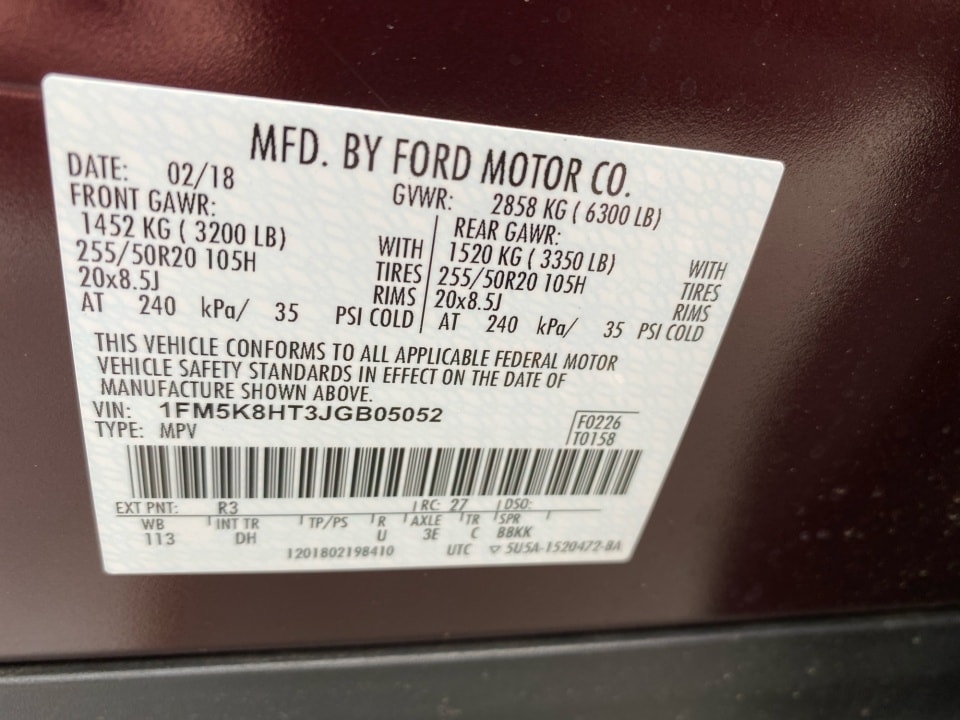 MFD. BY FORD MOTOR CO.
DATE: 02/18 GVWR: 2858 KG ( 6300 LB)
FRONT GAWR: REAR GAWR:
1452 KG ( 3200 LB) WITH 1520 KG ( 3350 LB) WITH
255/50R20 105H TIRES 255/50R20 105H TIRES
20x8.5J RIMS 20x8.5J RIMS
AT 240 kPa/ 35 PSI COLD AT 240 kPa/ 35 PSI COLD
THIS VEHICLE CONFORMS TO ALL APPLICABLE FEDERAL MOTOR
VEHICLE SAFETY STANDARDS IN EFFECT ON THE DATE OF
MANUFACTURE SHOWN ABOVE.
VIN: 1FM5K8HT3JGB05052 F0226
TYPE: MPV T0158
EXT PNT: R3 RC: 27 DSO:
WB INT TR TP/PS R AXLE TR SPR
113 DH U 3E C BBKK
1201802198410 UTC ▽ 5U5A-1520472-BA